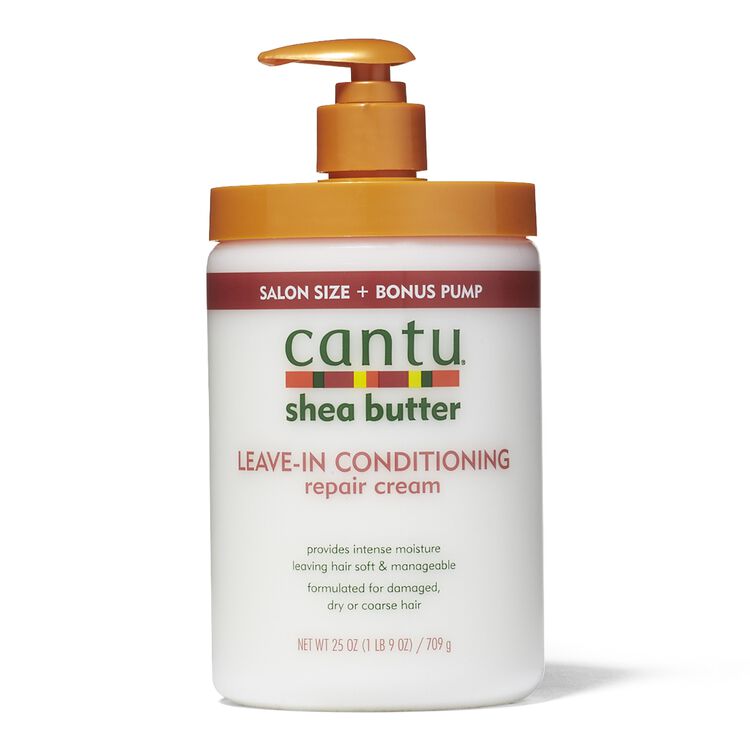 SALON SIZE + BONUS PUMP
cantu®
shea butter
LEAVE-IN CONDITIONING
repair cream
provides intense moisture
leaving hair soft & manageable
formulated for damaged,
dry or coarse hair
NET WT 25 OZ (1 LB 9 OZ) / 709 g